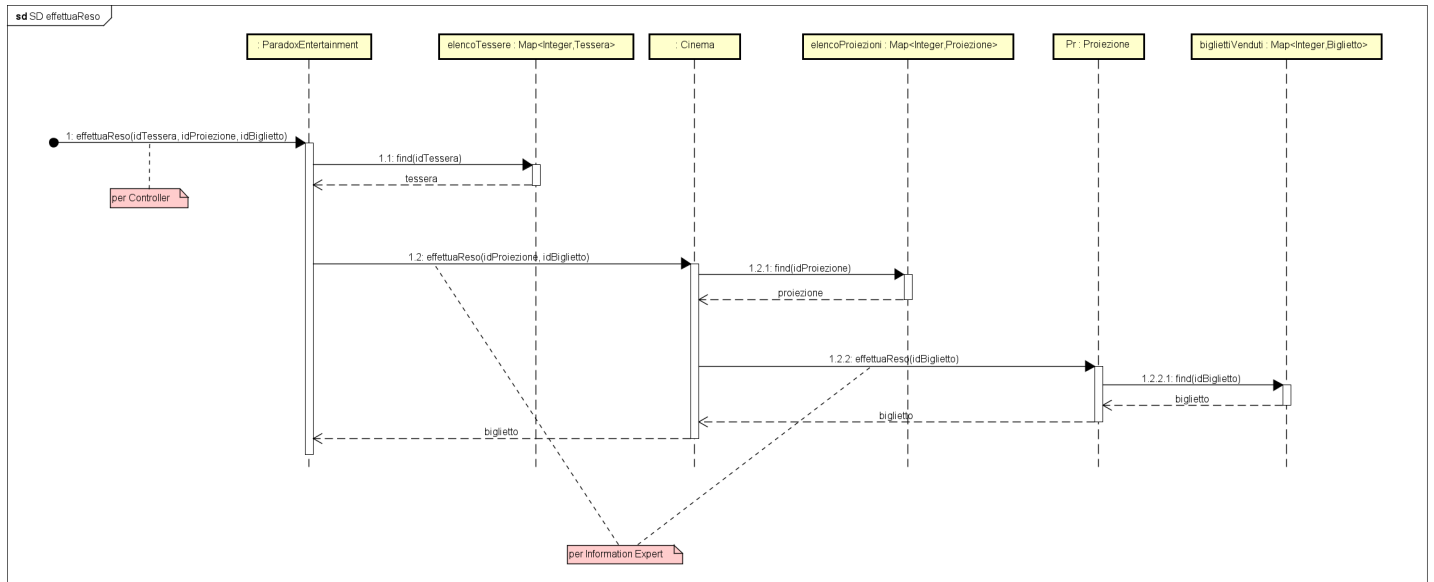 sd SD effettuaReso
: ParadoxEntertainment
elencoTessere : Map<Integer,Tessera>
: Cinema
elencoProiezioni : Map<Integer,Proiezione>
Pr : Proiezione
bigliettiVenduti : Map<Integer,Biglietto>
1: effettuaReso(idTessera, idProiezione, idBiglietto)
1.1: find(idTessera)
tessera
per Controller
1.2: effettuaReso(idProiezione, idBiglietto)
1.2.1: find(idProiezione)
proiezione
1.2.2: effettuaReso(idBiglietto)
1.2.2.1: find(idBiglietto)
biglietto
biglietto
biglietto
per Information Expert